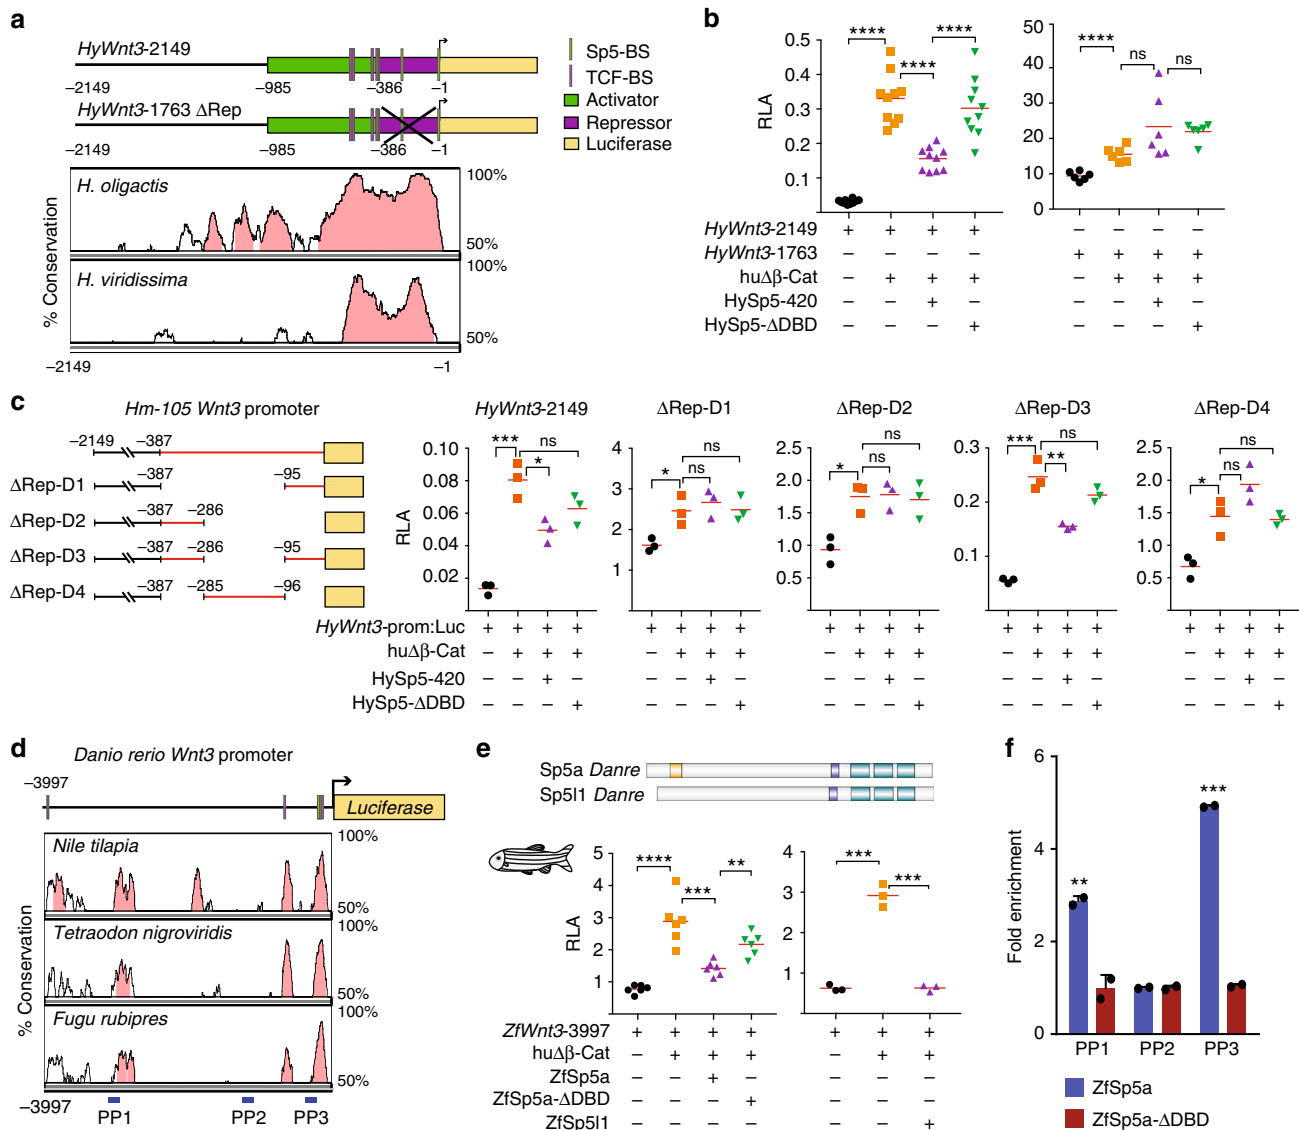 a
HyWnt3-2149
−2149
−985
−386
−1
HyWnt3-1763 ΔRep
−2149
−985
−386
−1
Sp5-BS
TCF-BS
Activator
Repressor
Luciferase
% Conservation
H. oligactis
100%
50%
H. viridissima
100%
50%
−2149
−1
b
RLA
0.5
0.4
0.3
0.2
0.1
**** **** ****
50
40
30
20
10
0
**** ns ns
HyWnt3-2149 + + + + − − − −
HyWnt3-1763 − − − − + + + +
huΔβ-Cat − + + + − + + +
HySp5-420 − − + − − − + −
HySp5-ΔDBD − − − + − − − +
c
Hm-105 Wnt3 promoter
−2149 −387
ΔRep-D1 −387 −95
ΔRep-D2 −387 −286
ΔRep-D3 −387 −286 −95
ΔRep-D4 −387 −285 −96
RLA
HyWnt3-2149
0.10
0.08
0.06
0.04
0.02
*** ns *
ΔRep-D1
4
3
2
1
* ns ns
ΔRep-D2
2.5
2.0
1.5
1.0
0.5
* ns ns
ΔRep-D3
0.3
0.2
0.1
*** ns **
ΔRep-D4
2.5
2.0
1.5
1.0
0.5
* ns ns
HyWnt3-prom:Luc + + + + + + + + + + + + + + + + + + + +
huΔβ-Cat − + + + − + + + − + + + − + + + − + + +
HySp5-420 − − + − − − + − − − + − − − + − − − + −
HySp5-ΔDBD − − − + − − − + − − − + − − − + − − − +
d
Danio rerio Wnt3 promoter
−3997
Luciferase
% Conservation
Nile tilapia
100%
50%
Tetraodon nigroviridis
100%
50%
Fugu rubipres
100%
50%
−3997
PP1 PP2 PP3
e
Sp5a Danre
Sp5l1 Danre
RLA
5
4
3
2
1
**** *** **
4
3
2
1
*** ***
ZfWnt3-3997 + + + + + + +
huΔβ-Cat − + + + − + +
ZfSp5a − − + − − − −
ZfSp5a-ΔDBD − − − + − − −
ZfSp5l1 − − − − − − +
f
Fold enrichment
6
4
2
0
** ***
PP1 PP2 PP3
ZfSp5a
ZfSp5a-ΔDBD